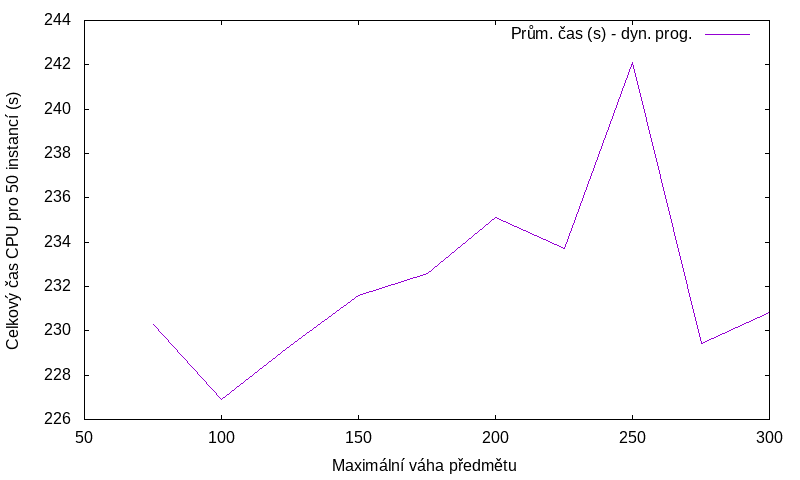 Prům. čas (s) - dyn. prog.
Celkový čas CPU pro 50 instancí (s)
244
242
240
238
236
234
232
230
228
226
50 100 150 200 250 300
Maximální váha předmětu